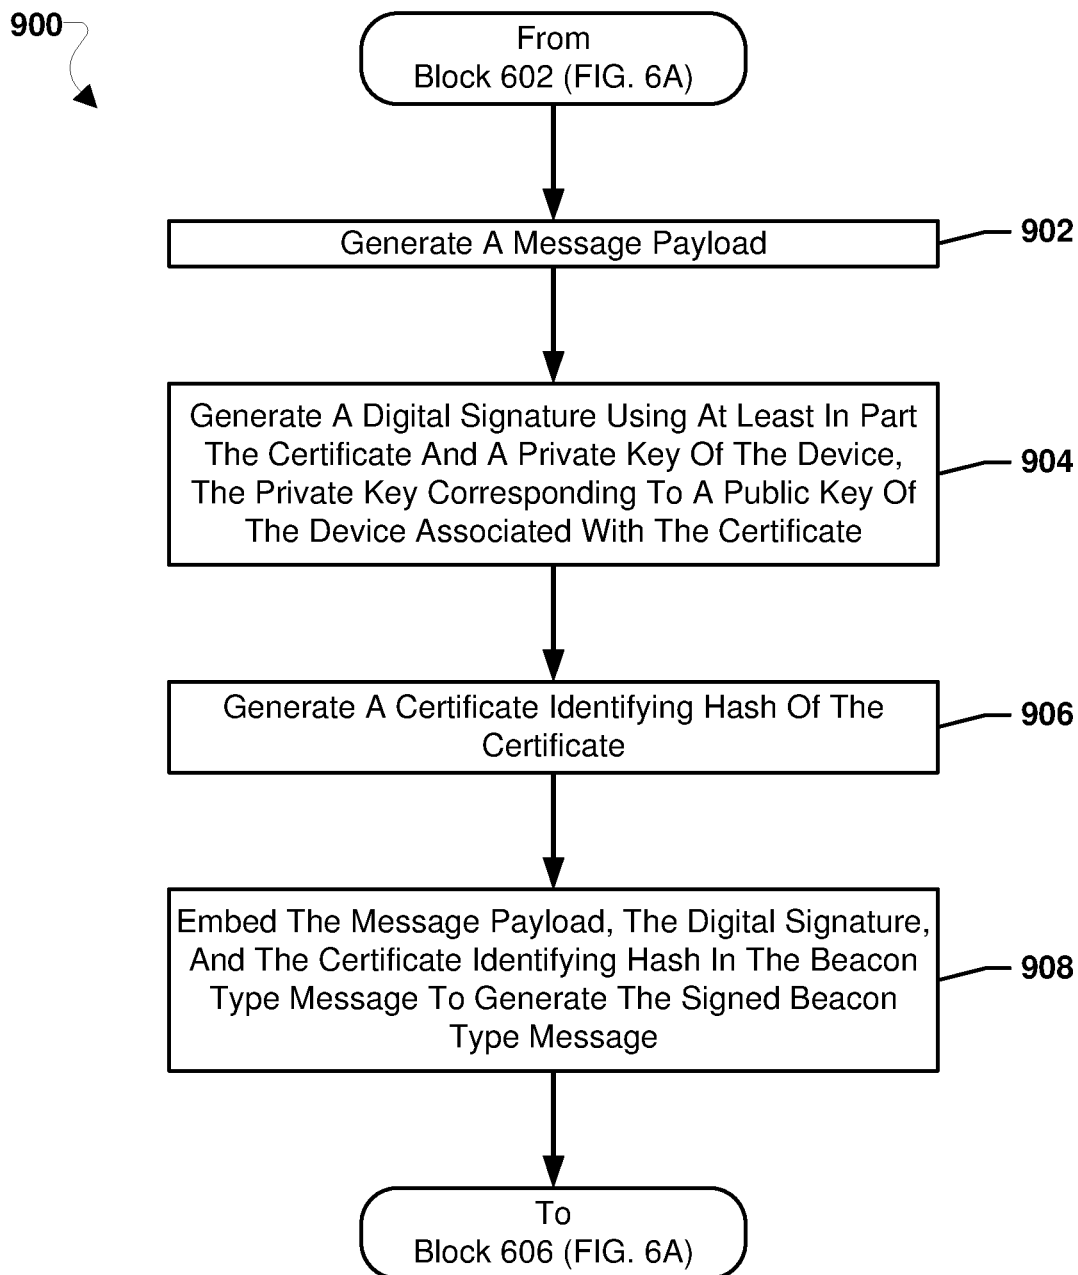 900
From
Block 602 (FIG. 6A)
Generate A Message Payload
902
Generate A Digital Signature Using At Least In Part
The Certificate And A Private Key Of The Device,
The Private Key Corresponding To A Public Key Of
The Device Associated With The Certificate
904
Generate A Certificate Identifying Hash Of The
Certificate
906
Embed The Message Payload, The Digital Signature,
And The Certificate Identifying Hash In The Beacon
Type Message To Generate The Signed Beacon
Type Message
908
To
Block 606 (FIG. 6A)